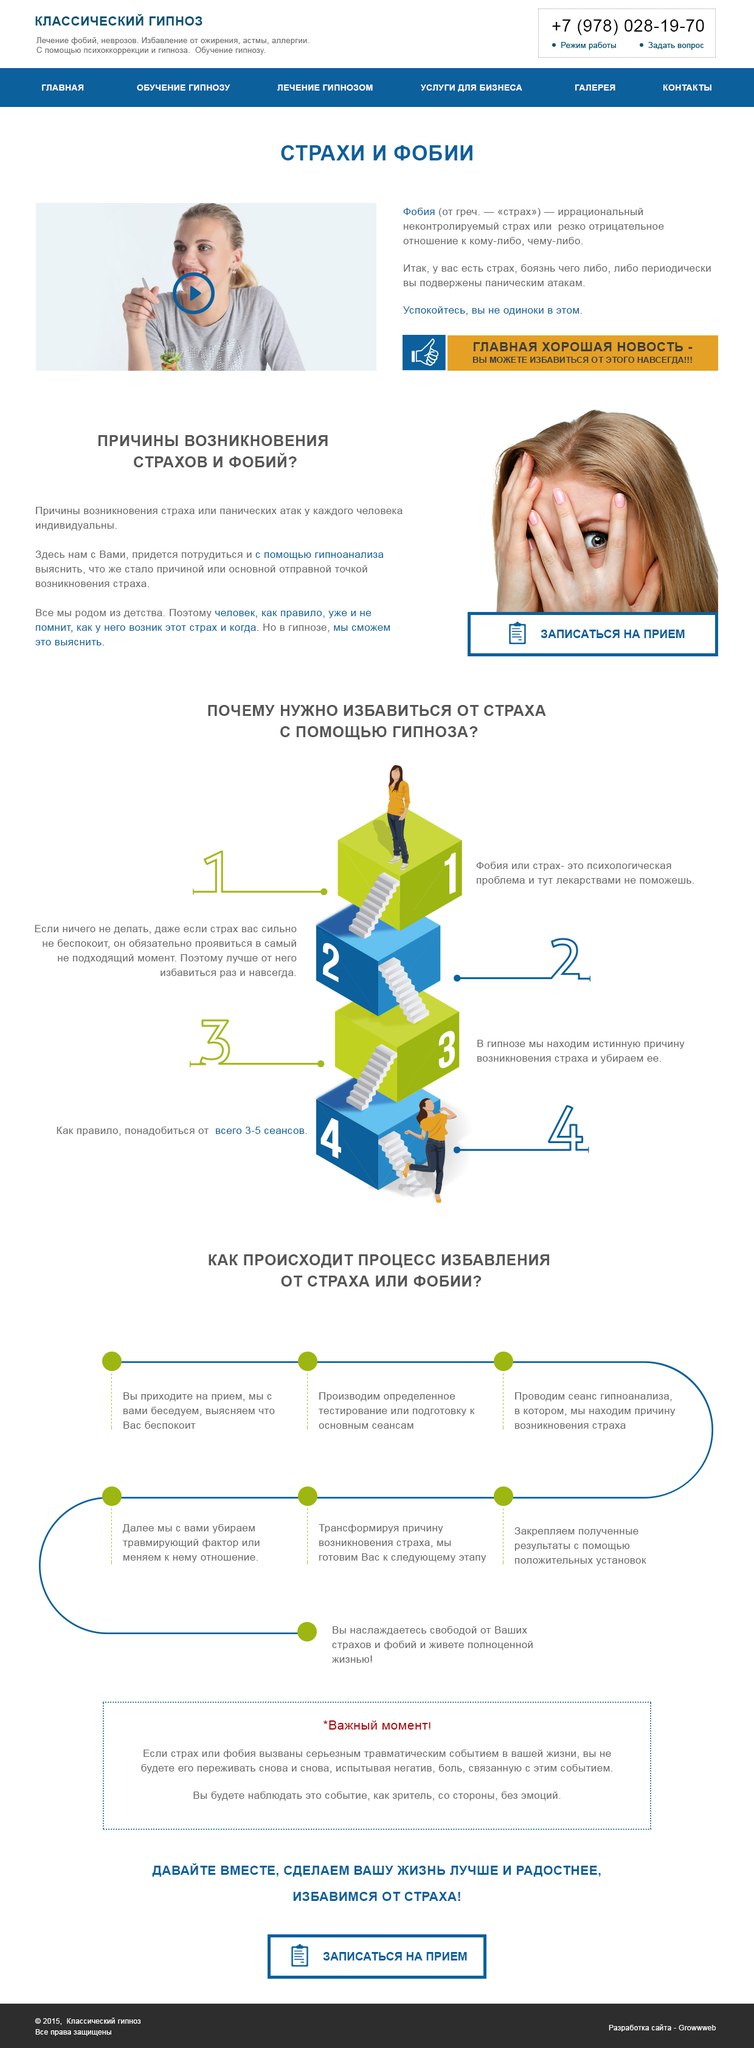 КЛАССИЧЕСКИЙ ГИПНОЗ
Лечение фобий, неврозов. Избавление от ожирения, астмы, аллергии.
С помощью психокоррекции и гипноза. Обучение гипнозу.
+7 (978) 028-19-70
Режим работы
Задать вопрос
ГЛАВНАЯ
ОБУЧЕНИЕ ГИПНОЗУ
ЛЕЧЕНИЕ ГИПНОЗОМ
УСЛУГИ ДЛЯ БИЗНЕСА
ГАЛЕРЕЯ
КОНТАКТЫ
СТРАХИ И ФОБИИ
Фобия (от греч. — «страх») — иррациональный
неконтролируемый страх или резко отрицательное
отношение к кому-либо, чему-либо.
Итак, у вас есть страх, боязнь чего либо, либо периодически
вы подвержены паническим атакам.
Успокойтесь, вы не одиноки в этом.
ГЛАВНАЯ ХОРОШАЯ НОВОСТЬ -
ВЫ МОЖЕТЕ ИЗБАВИТЬСЯ ОТ ЭТОГО НАВСЕГДА!!!
ПРИЧИНЫ ВОЗНИКНОВЕНИЯ
СТРАХОВ И ФОБИЙ?
Причины возникновения страха или панических атак у каждого человека
индивидуальны.
Здесь нам с Вами, придется потрудиться и с помощью гипноанализа
выяснить, что же стало причиной или основной отправной точкой
возникновения страха.
Все мы родом из детства. Поэтому человек, как правило, уже и не
помнит, как у него возник этот страх и когда. Но в гипнозе, мы сможем
это выяснить.
ЗАПИСАТЬСЯ НА ПРИЕМ
ПОЧЕМУ НУЖНО ИЗБАВИТЬСЯ ОТ СТРАХА
С ПОМОЩЬЮ ГИПНОЗА?
1
1
Фобия или страх- это психологическая
проблема и тут лекарствами не поможешь.
Если ничего не делать, даже если страх вас сильно
не беспокоит, он обязательно проявиться в самый
не подходящий момент. Поэтому лучше от него
избавиться раз и навсегда.
2
2
3
3
В гипнозе мы находим истинную причину
возникновения страха и убираем ее.
Как правило, понадобиться от всего 3-5 сеансов.
4
4
КАК ПРОИСХОДИТ ПРОЦЕСС ИЗБАВЛЕНИЯ
ОТ СТРАХА ИЛИ ФОБИИ?
Вы приходите на прием, мы с
вами беседуем, выясняем что
Вас беспокоит
Производим определенное
тестирование или подготовку к
основным сеансам
Проводим сеанс гипноанализа,
в котором, мы находим причину
возникновения страха
Далее мы с вами убираем
травмирующий фактор или
меняем к нему отношение.
Трансформируя причину
возникновения страха, мы
готовим Вас к следующему этапу
Закрепляем полученные
результаты с помощью
положительных установок
Вы наслаждаетесь свободой от Ваших
страхов и фобий и живете полноценной
жизнью!
*Важный момент!
Если страх или фобия вызваны серьезным травматическим событием в вашей жизни, вы не
будете его переживать снова и снова, испытывая негатив, боль, связанную с этим событием.
Вы будете наблюдать это событие, как зритель, со стороны, без эмоций.
ДАВАЙТЕ ВМЕСТЕ, СДЕЛАЕМ ВАШУ ЖИЗНЬ ЛУЧШЕ И РАДОСТНЕЕ,
ИЗБАВИМСЯ ОТ СТРАХА!
ЗАПИСАТЬСЯ НА ПРИЕМ
© 2015, Классический гипноз
Все права защищены
Разработка сайта - Growwweb